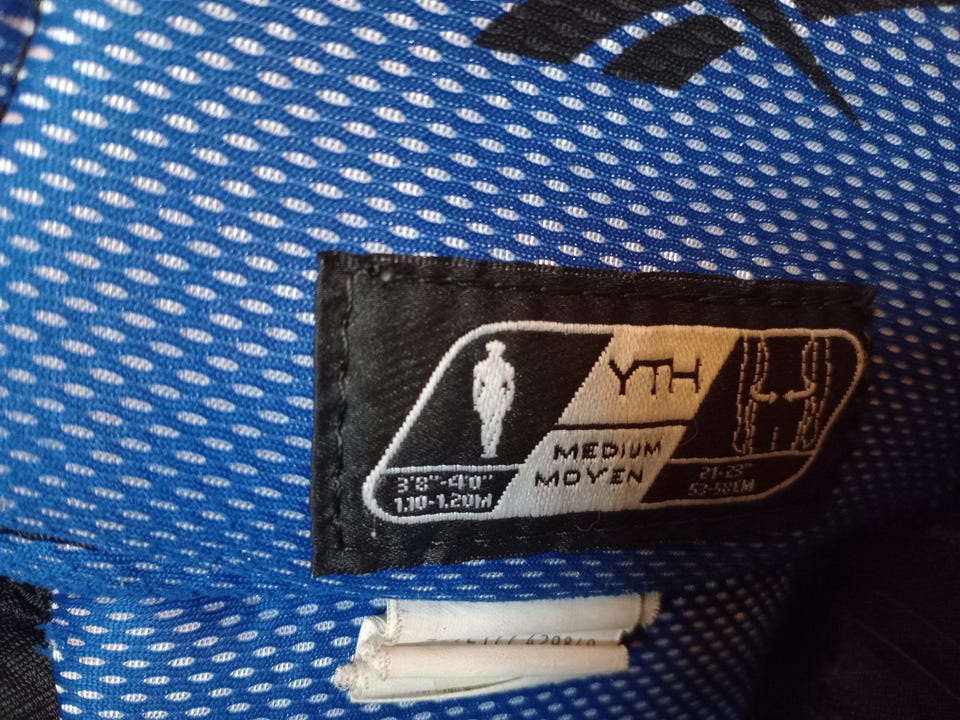 YTH
MEDIUM
MOYEN
3'8"-4'0"
1.10-1.20M
21-23"
53-58CM